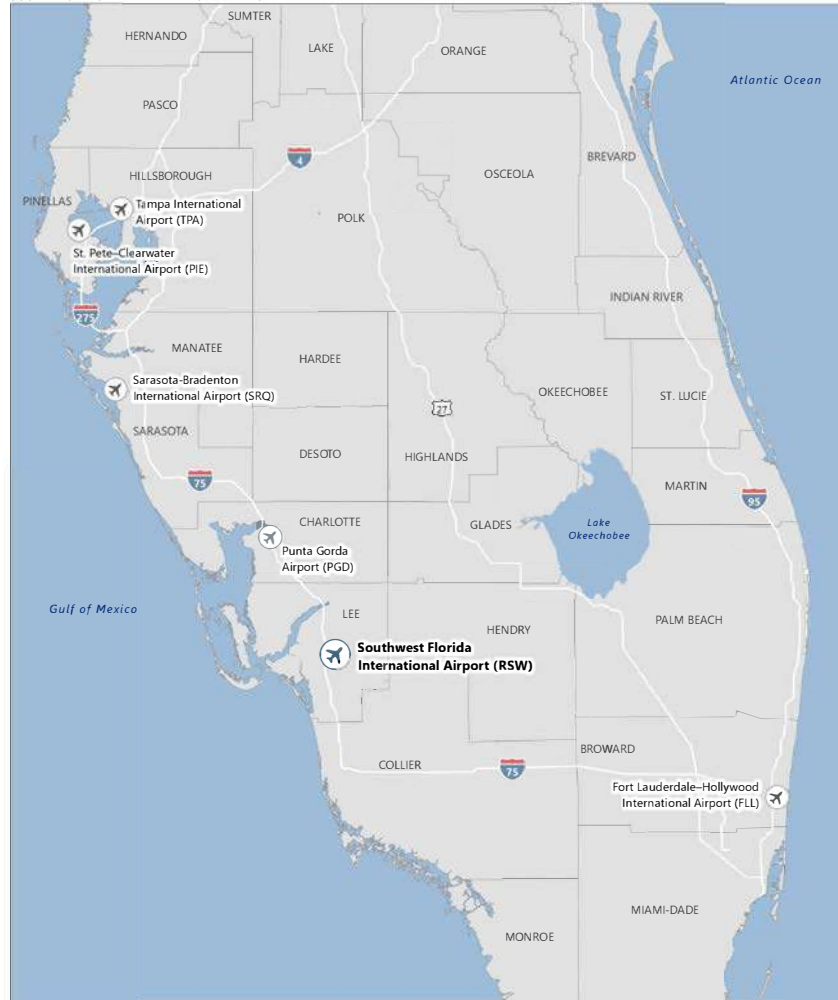 SUMTER
HERNANDO
LAKE
ORANGE
Atlantic Ocean
PASCO
4
BREVARD
HILLSBOROUGH
OSCEOLA
PINELLAS
Tampa International
Airport (TPA)
POLK
St. Pete–Clearwater
International Airport (PIE)
INDIAN RIVER
275
MANATEE
HARDEE
Sarasota-Bradenton
International Airport (SRQ)
OKEECHOBEE
ST. LUCIE
27
SARASOTA
DESOTO
HIGHLANDS
75
MARTIN
95
CHARLOTTE
GLADES
Lake
Okeechobee
Punta Gorda
Airport (PGD)
Gulf of Mexico
LEE
HENDRY
PALM BEACH
Southwest Florida
International Airport (RSW)
COLLIER
75
BROWARD
Fort Lauderdale–Hollywood
International Airport (FLL)
MIAMI-DADE
MONROE